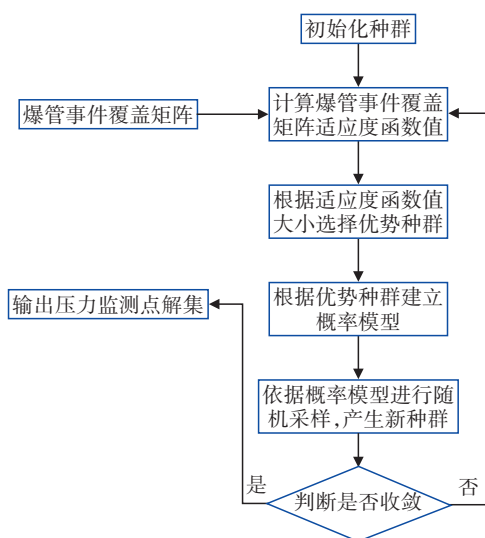 初始化种群
爆管事件覆盖矩阵
计算爆管事件覆盖
矩阵适应度函数值
根据适应度函数值
大小选择优势种群
输出压力监测点解集
根据优势种群建立
概率模型
依据概率模型进行随
机采样,产生新种群
是
判断是否收敛
否